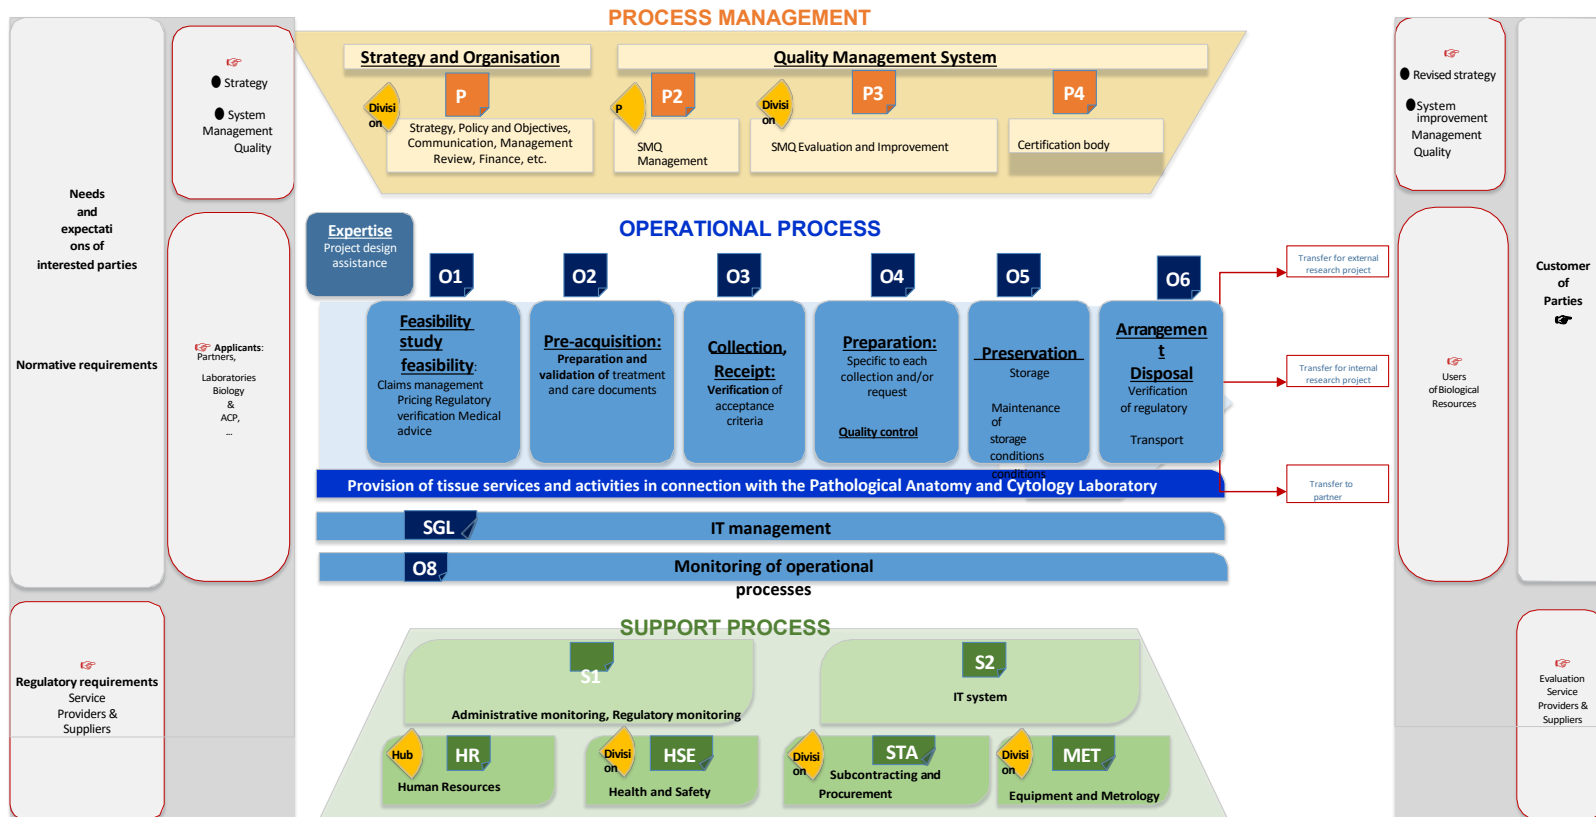 PROCESS MANAGEMENT
Needs
and
expectati
ons of
interested parties
Normative requirements
☞
Regulatory requirements
Service
Providers &
Suppliers
☞
● Strategy
● System
Management
Quality
☞ Applicants:
Partners,
Laboratories
Biology
&
ACP,
...
Strategy and Organisation
Quality Management System
Divisi
on
P
Strategy, Policy and Objectives,
Communication, Management
Review, Finance, etc.
P
P2
SMQ
Management
Divisi
on
P3
SMQ Evaluation and Improvement
P4
Certification body
OPERATIONAL PROCESS
Expertise
Project design
assistance
O1
Feasibility
study
feasibility:
Claims management
Pricing Regulatory
verification Medical
advice
O2
Pre-acquisition:
Preparation and
validation of treatment
and care documents
O3
Collection,
Receipt:
Verification of
acceptance
criteria
O4
Preparation:
Specific to each
collection and/or
request
Quality control
O5
Preservation
Storage
Maintenance
of
storage
conditions
conditions
O6
Arrangemen
t
Disposal
Verification
of regulatory
Transport
Transfer for external
research project
Transfer for internal
research project
Transfer to
partner
Provision of tissue services and activities in connection with the Pathological Anatomy and Cytology Laboratory
SGL
IT management
O8
Monitoring of operational
processes
SUPPORT PROCESS
S1
Administrative monitoring, Regulatory monitoring
S2
IT system
Hub
HR
Human Resources
Divisi
on
HSE
Health and Safety
Divisi
on
STA
Subcontracting and
Procurement
Divisi
on
MET
Equipment and Metrology
☞
● Revised strategy
● System
improvement
Management
Quality
☞
Users
of Biological
Resources
Customer
of
Parties
☞
☞
Evaluation
Service
Providers &
Suppliers